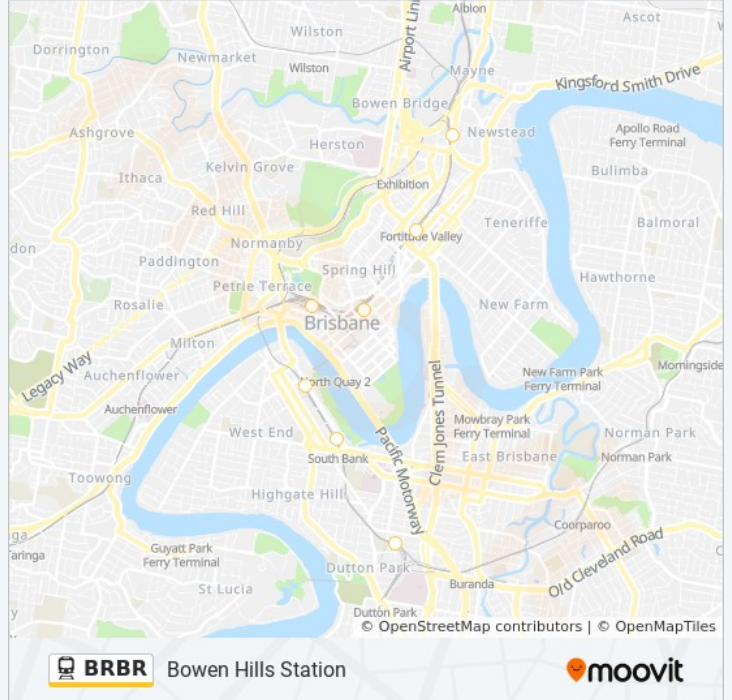 Albion
Ascot
Wilston
Dorrington
Newmarket
Airport Lin
Wilston
Mayne
Kingsford Smith Drive
Bowen Bridge
Ashgrove
Newstead
Apollo Road
Ferry Terminal
Herston
Kelvin Grove
Ithaca
Bulimba
Exhibition
Red Hill
Teneriffe
Balmoral
Fortitude Valley
Normanby
don
Paddington
Spring Hill
Hawthorne
Petrie Terrace
Rosalie
New Farm
Brisbane
Milton
Legacy Way
Auchenflower
Morningside
New Farm Park
Ferry Terminal
North Quay 2
Clem Jones Tunnel
Auchenflower
Mowbray Park
Ferry Terminal
West End
Pacific Motorway
Norman Park
South Bank
East Brisbane
Norman Park
Toowong
Highgate Hill
Coorparoo
ga
Taringa
Guyatt Park
Ferry Terminal
Old Cleveland Road
Dutton Park
St Lucia
Buranda
y
Dutton Park
© OpenStreetMap contributors | © OpenMapTiles
BRBR Bowen Hills Station
moovit